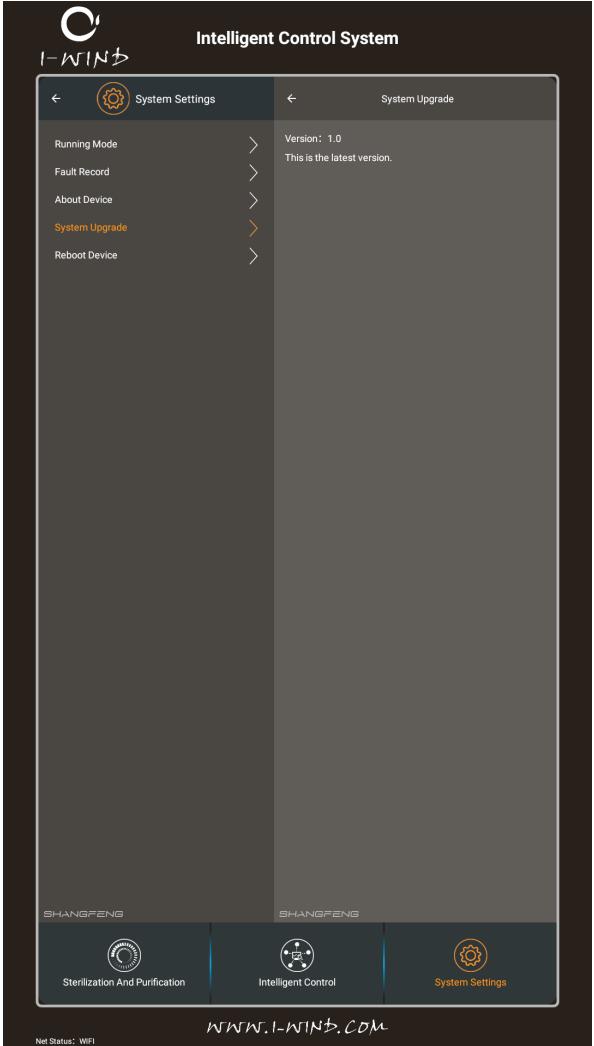 I-WIND
Intelligent Control System
System Settings
System Upgrade
Running Mode
Fault Record
About Device
System Upgrade
Reboot Device
Version: 1.0
This is the latest version.
SHANGFENG
SHANGFENG
Sterilization And Purification
Intelligent Control
System Settings
WWW.I-WIND.COM
Net Status: WIFI